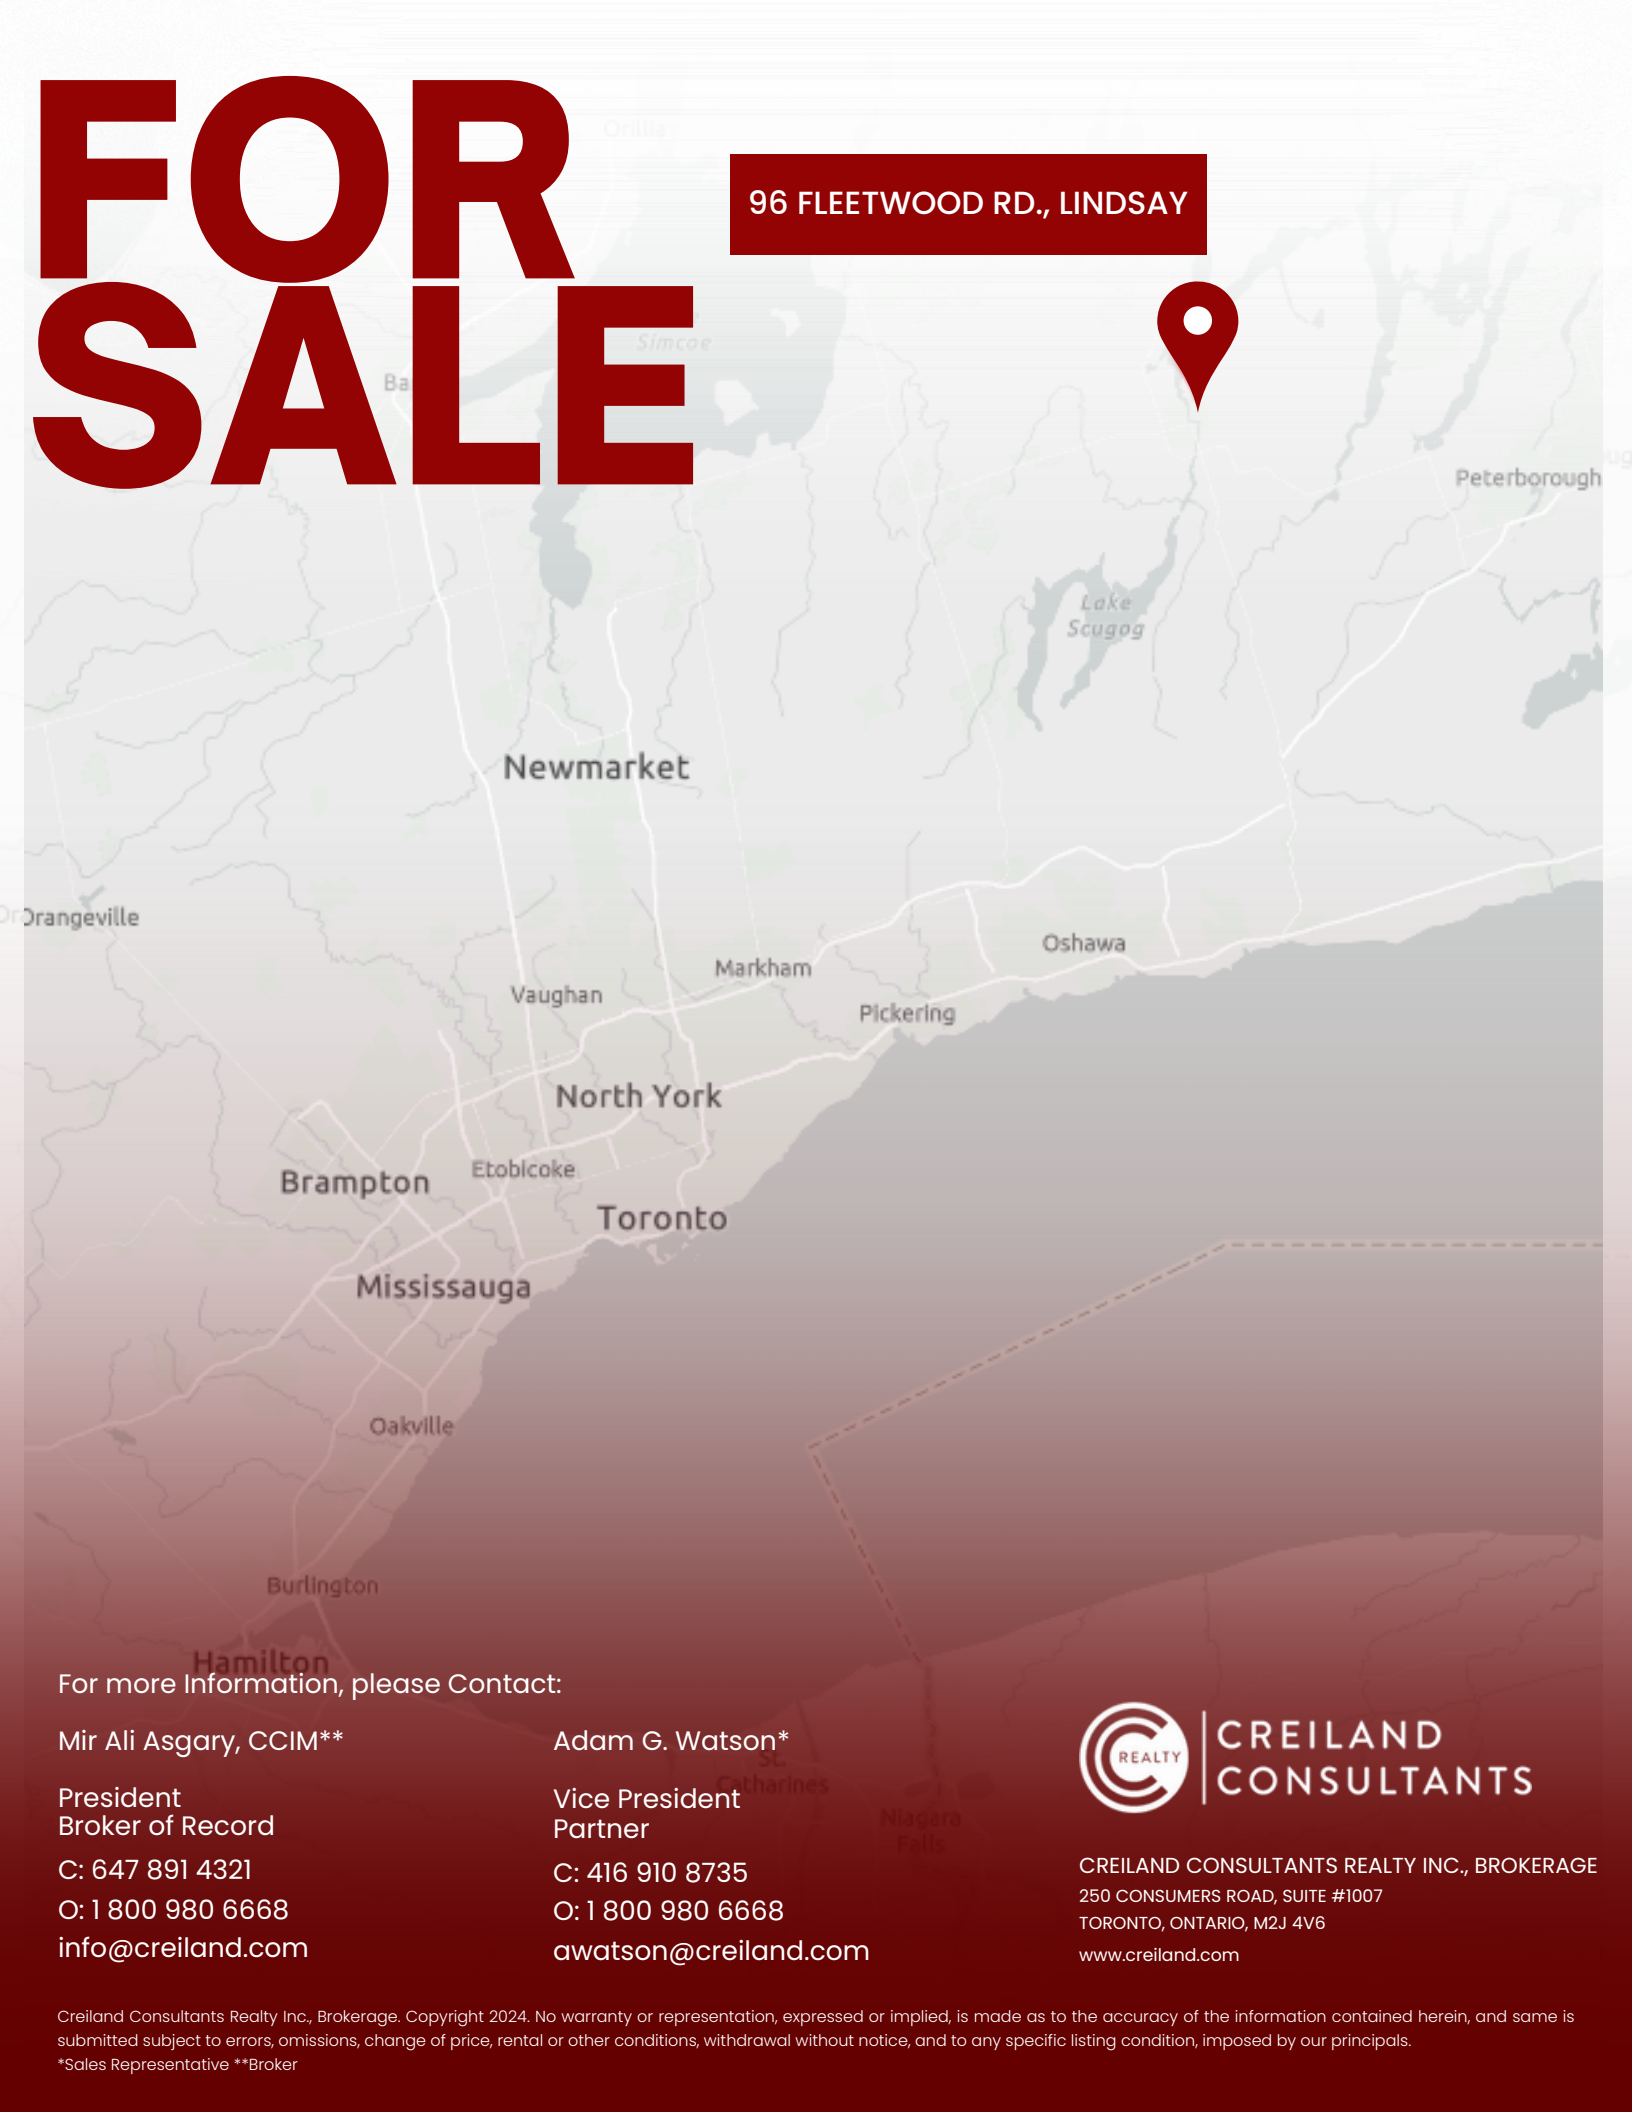 FOR
SALE
96 FLEETWOOD RD., LINDSAY
Orillia
Simcoe
Ba
Peterborough
Lake
Scugog
Newmarket
Orangeville
Oshawa
Markham
Vaughan
Pickering
North York
Etobicoke
Brampton
Toronto
Mississauga
Oakville
Burlington
Hamilton
St.
Catharines
Niagara
Falls
For more Information, please Contact:
Mir Ali Asgary, CCIM**
President
Broker of Record
C: 647 891 4321
O: 1 800 980 6668
info@creiland.com
Adam G. Watson*
Vice President
Partner
C: 416 910 8735
O: 1 800 980 6668
awatson@creiland.com
REALTY
CREILAND
CONSULTANTS
CREILAND CONSULTANTS REALTY INC., BROKERAGE
250 CONSUMERS ROAD, SUITE #1007
TORONTO, ONTARIO, M2J 4V6
www.creiland.com
Creiland Consultants Realty Inc., Brokerage. Copyright 2024. No warranty or representation, expressed or implied, is made as to the accuracy of the information contained herein, and same is
submitted subject to errors, omissions, change of price, rental or other conditions, withdrawal without notice, and to any specific listing condition, imposed by our principals.
*Sales Representative **Broker